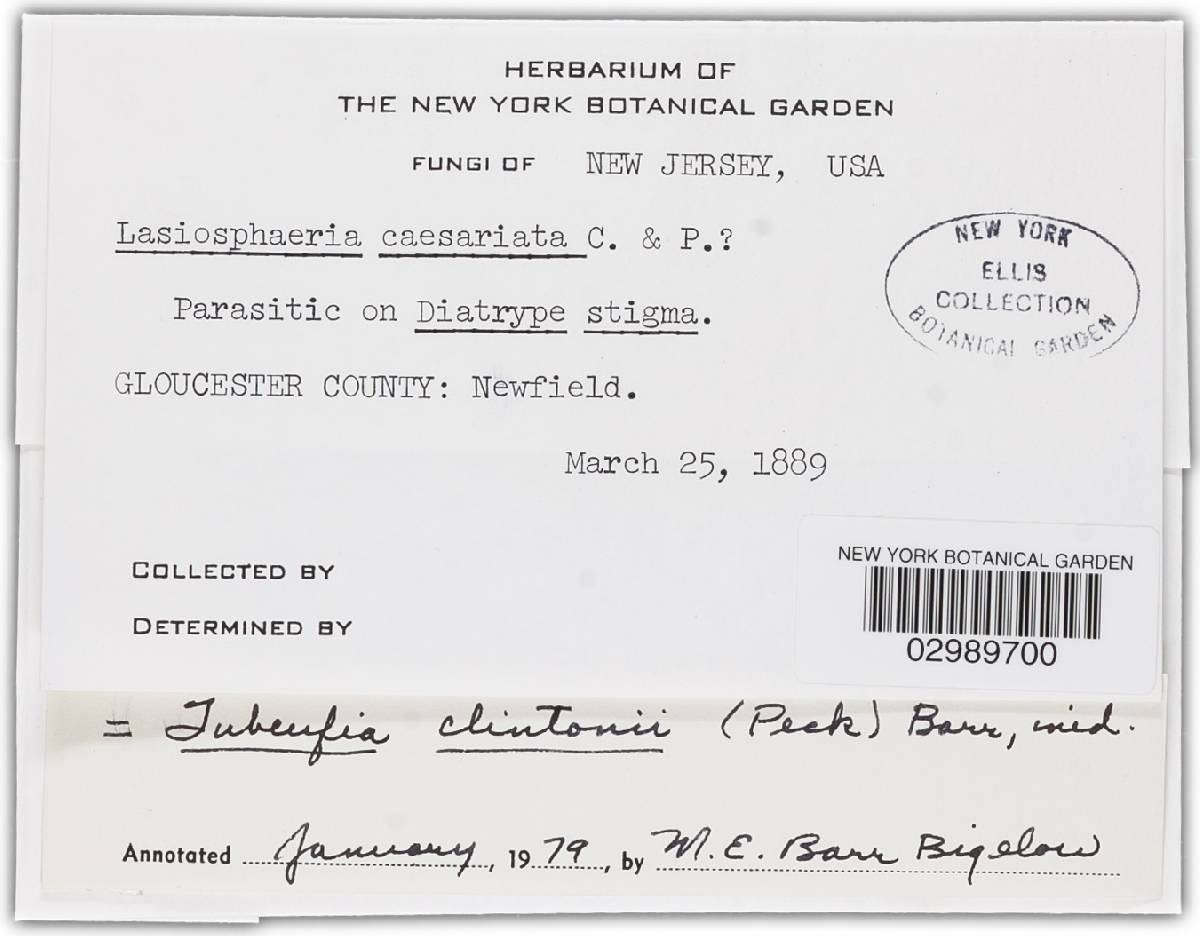 HERBARIUM OF
THE NEW YORK BOTANICAL GARDEN
FUNGI OF NEW JERSEY, USA
Lasiosphaeria caesariata C. & P.?
NEW YORK
ELLIS
COLLECTION
BOTANICAL GARDEN
Parasitic on Diatrype stigma.
GLOUCESTER COUNTY: Newfield.
March 25, 1889
COLLECTED BY
DETERMINED BY
NEW YORK BOTANICAL GARDEN
02989700
= Tubeufia clintonii (Peck) Barr, ined.
Annotated January, 1979, by M.E. Barr Bigelow